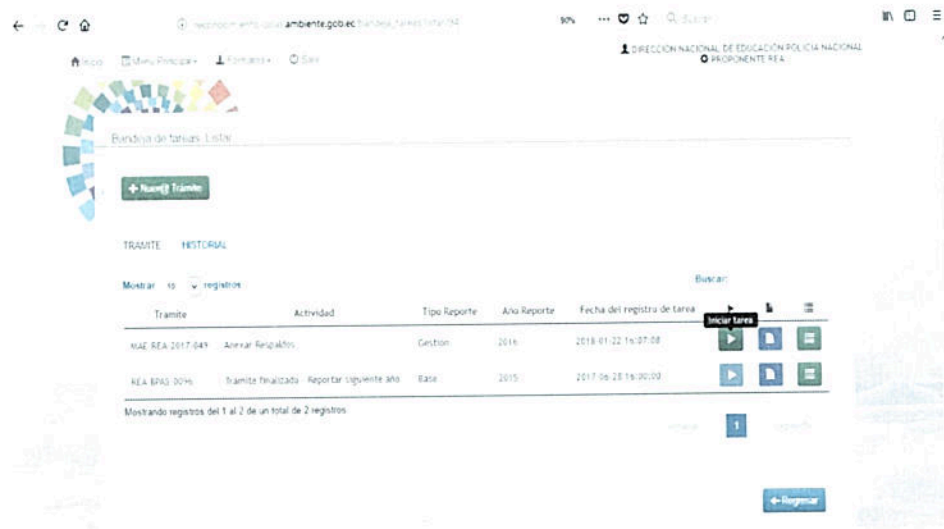 90%
DIRECCIÓN NACIONAL DE EDUCACIÓN POLICIA NACIONAL
PROPONENTE REA
Inicio Menu Principal Formatos Salir
Bandeja de tareas Listar
+ Nuev@ Trámite
TRAMITE HISTORIAL
Mostrar 10 registros Buscar:
Tramite Actividad Tipo Reporte Año Reporte Fecha del registro de tarea
Iniciar tarea
MAE-REA-2017-049 Anexar Respaldos Gestion 2016 2018-01-22 16:07:08
REA-BPAS-0096 Tramite finalizado - Reportar siguiente año Base 2015 2017-06-28 16:00:00
Mostrando registros del 1 al 2 de un total de 2 registros
1
Regresar